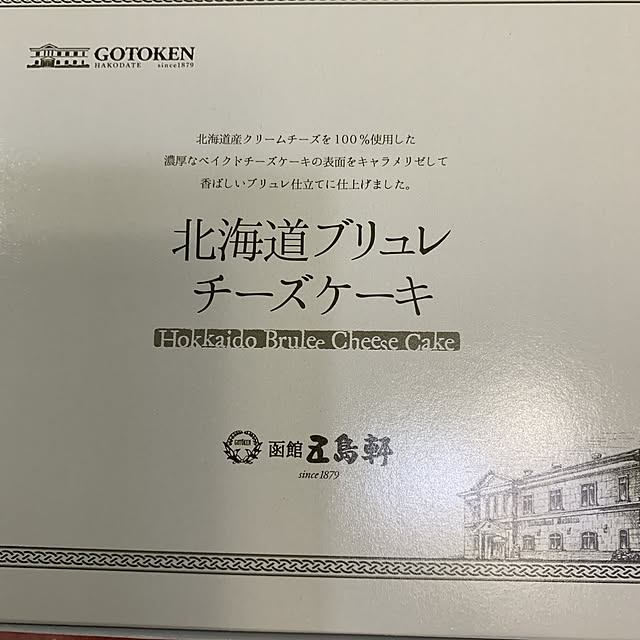 GOTOKEN
HAKODATE since1879
北海道産クリームチーズを100％使用した
濃厚なベイクドチーズケーキの表面をキャラメリゼして
香ばしいブリュレ仕立てに仕上げました。
北海道ブリュレ
チーズケーキ
Hokkaido Brulee Cheese Cake
GOTOKEN
函館 五島軒
since1879